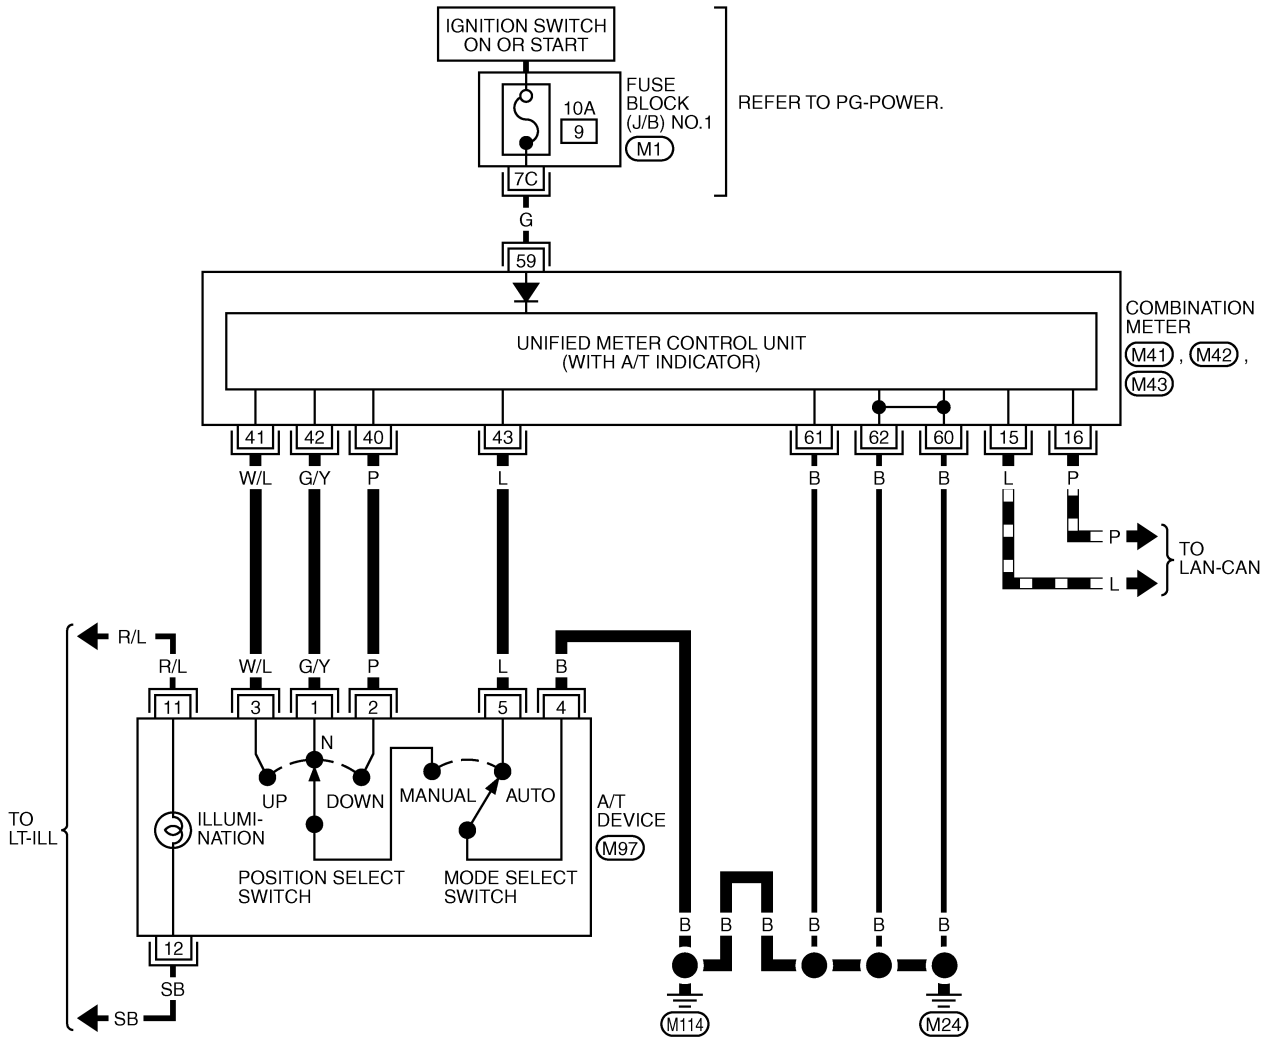 IGNITION SWITCH
ON OR START
FUSE
BLOCK
(J/B) NO.1
M1
10A
9
REFER TO PG-POWER.
7C
G
59
UNIFIED METER CONTROL UNIT
(WITH A/T INDICATOR)
COMBINATION
METER
M41 , M42 ,
M43
41 42 40 43 61 62 60 15 16
W/L G/Y P L B B B L P
P
L
TO
LAN-CAN
R/L
R/L W/L G/Y P L B
11 3 1 2 5 4
N
UP DOWN MANUAL AUTO
ILLUMI-
NATION
A/T
DEVICE
M97
TO
LT-ILL
POSITION SELECT
SWITCH
MODE SELECT
SWITCH
B B B B B B
12
SB
SB
M114 M24